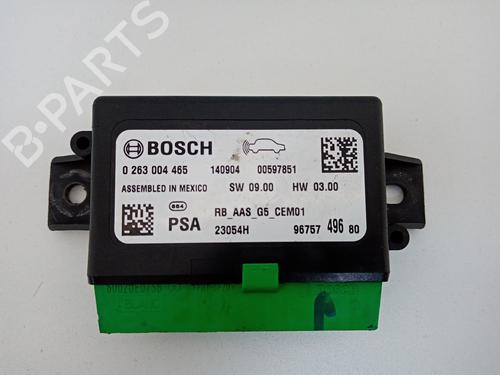 B-PARTS
BOSCH
0 263 004 465 140904 00597851
ASSEMBLED IN MEXICO SW 09.00 HW 03.00
884
RB_AAS_G5_CEM01
PSA 23054H 96757 496 80